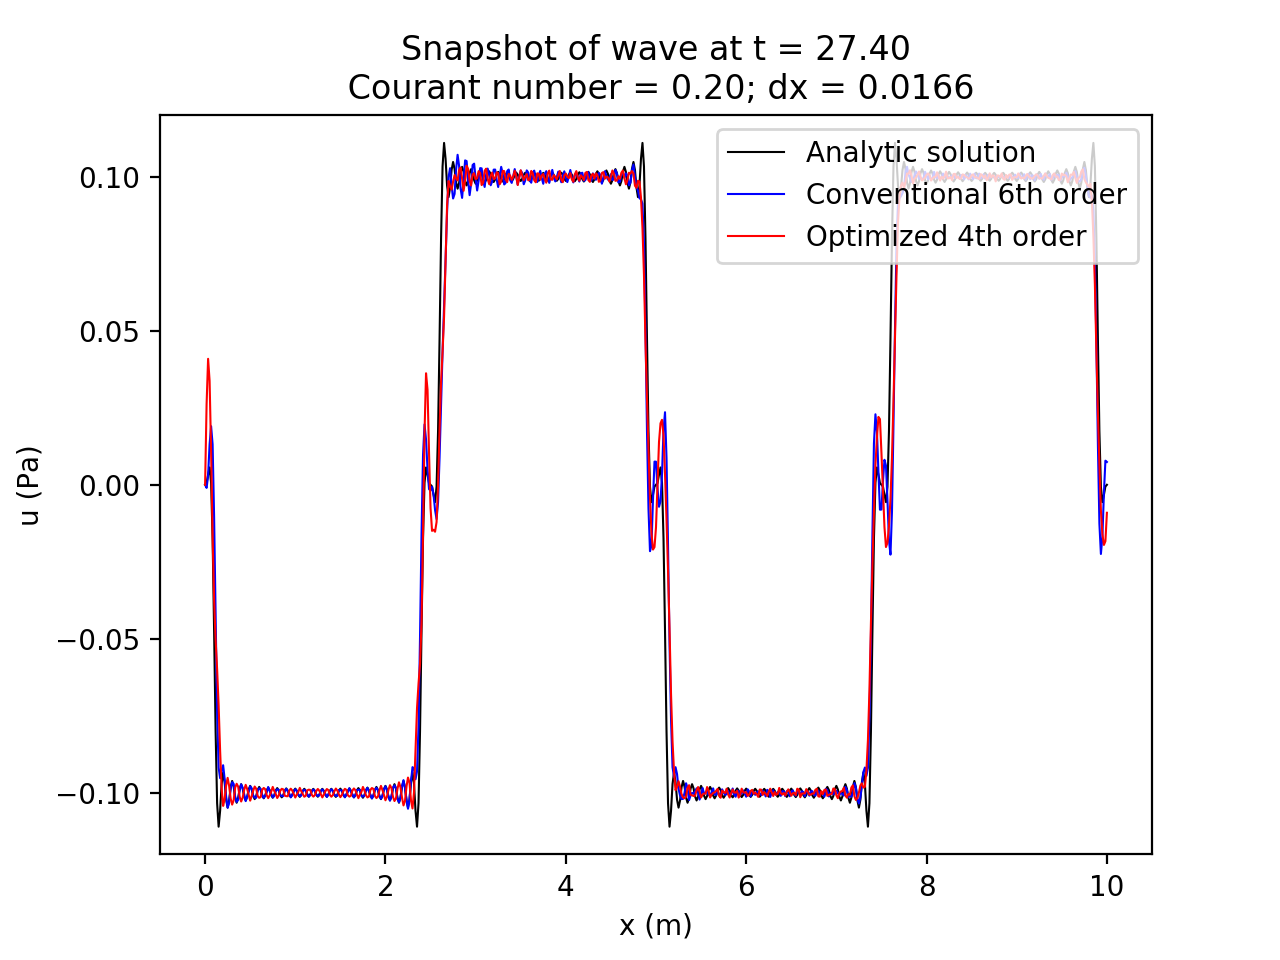 Snapshot of wave at t = 27.40
Courant number = 0.20; dx = 0.0166
Analytic solution
Conventional 6th order
Optimized 4th order
0.10
0.05
0.00
−0.05
−0.10
u (Pa)
0 2 4 6 8 10
x (m)